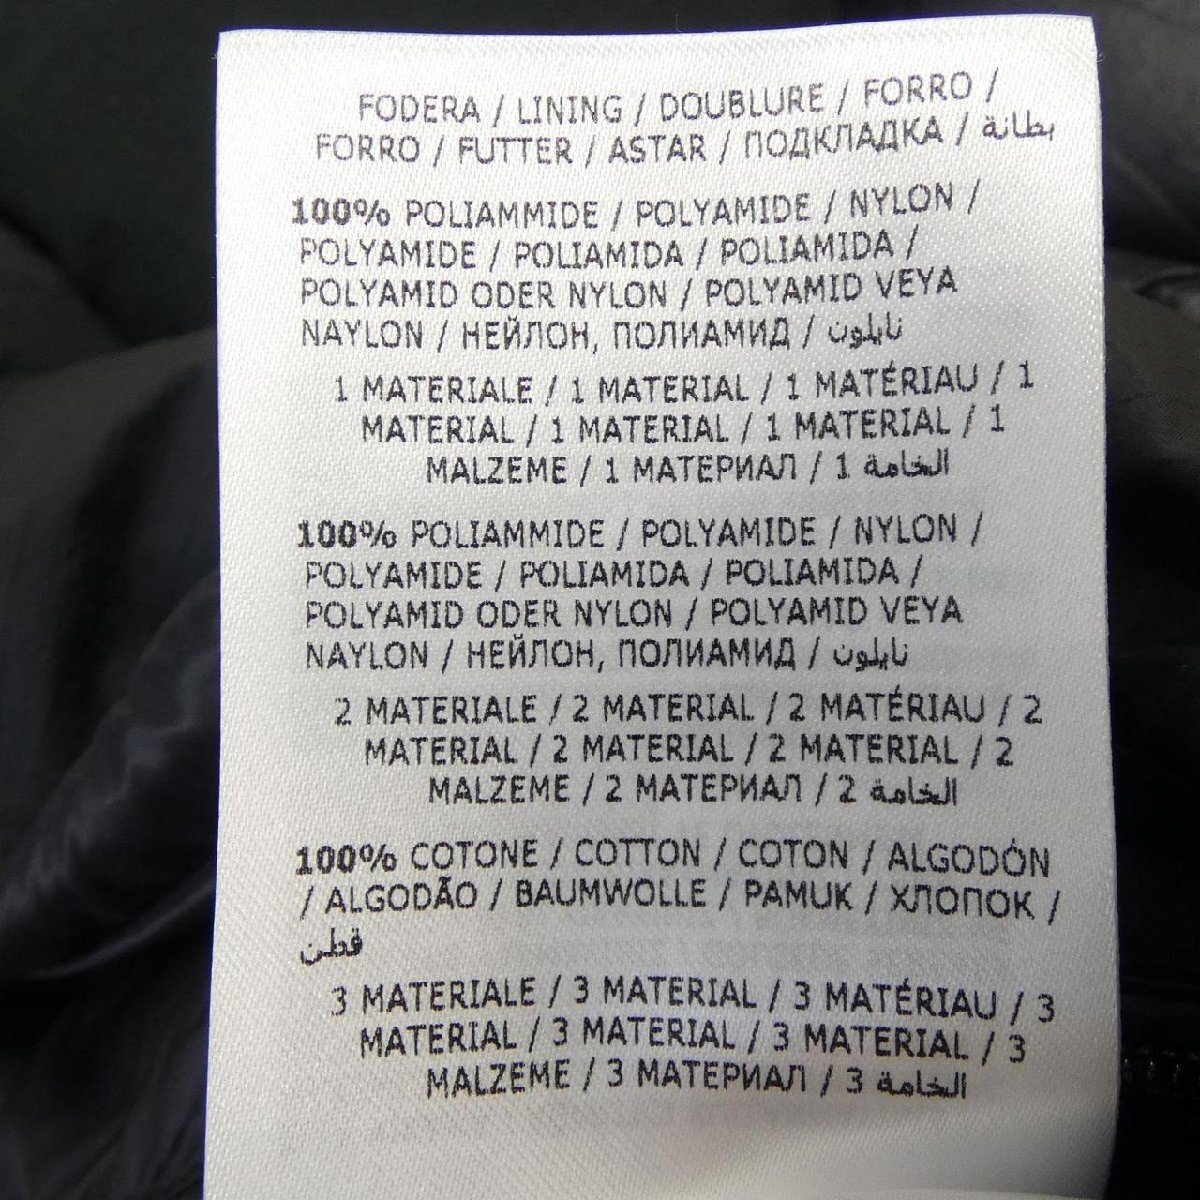 FODERA / LINING / DOUBLURE / FORRO /
FORRO / FUTTER / ASTAR / ПОДКЛАДКА / بطانة
100% POLIAMMIDE / POLYAMIDE / NYLON /
POLYAMIDE / POLIAMIDA / POLIAMIDA /
POLYAMID ODER NYLON / POLYAMID VEYA
NAYLON / НЕЙЛОН, ПОЛИАМИД / نايلون
1 MATERIALE / 1 MATERIAL / 1 MATÉRIAU / 1
MATERIAL / 1 MATERIAL / 1 MATERIAL / 1
MALZEME / 1 МАТЕРИАЛ / 1 الخامة
100% POLIAMMIDE / POLYAMIDE / NYLON /
POLYAMIDE / POLIAMIDA / POLIAMIDA /
POLYAMID ODER NYLON / POLYAMID VEYA
NAYLON / НЕЙЛОН, ПОЛИАМИД / نايلون
2 MATERIALE / 2 MATERIAL / 2 MATÉRIAU / 2
MATERIAL / 2 MATERIAL / 2 MATERIAL / 2
MALZEME / 2 МАТЕРИАЛ / 2 الخامة
100% COTONE / COTTON / COTON / ALGODÓN
/ ALGODÃO / BAUMWOLLE / PAMUK / ХЛОПОК /
قطن
3 MATERIALE / 3 MATERIAL / 3 MATÉRIAU / 3
MATERIAL / 3 MATERIAL / 3 MATERIAL / 3
MALZEME / 3 МАТЕРИАЛ / 3 الخامة